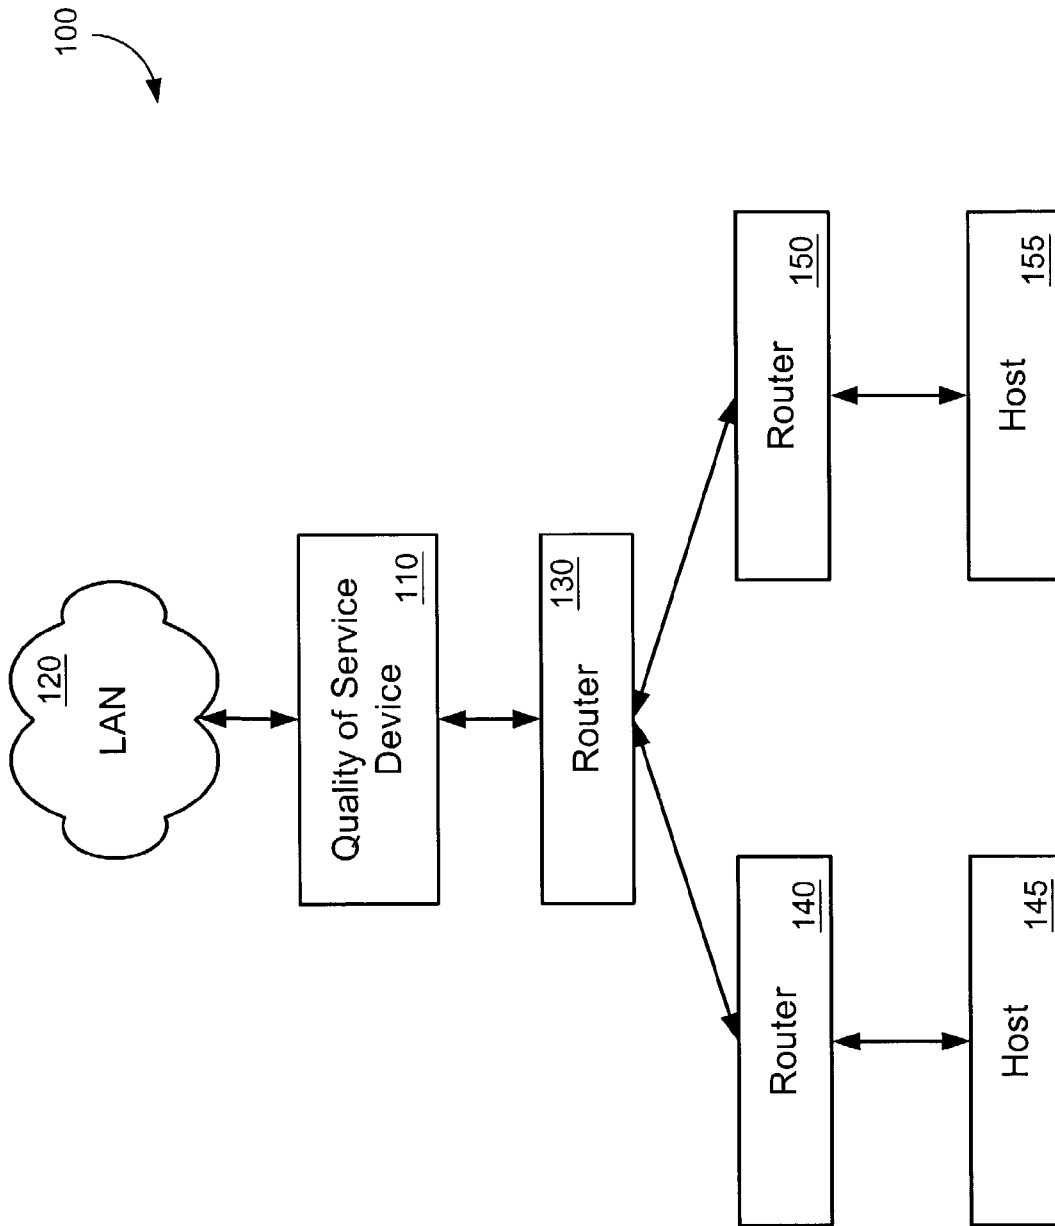 100
120
LAN
Quality of Service
Device
110
Router
130
Router
140
Router
150
Host
145
Host
155